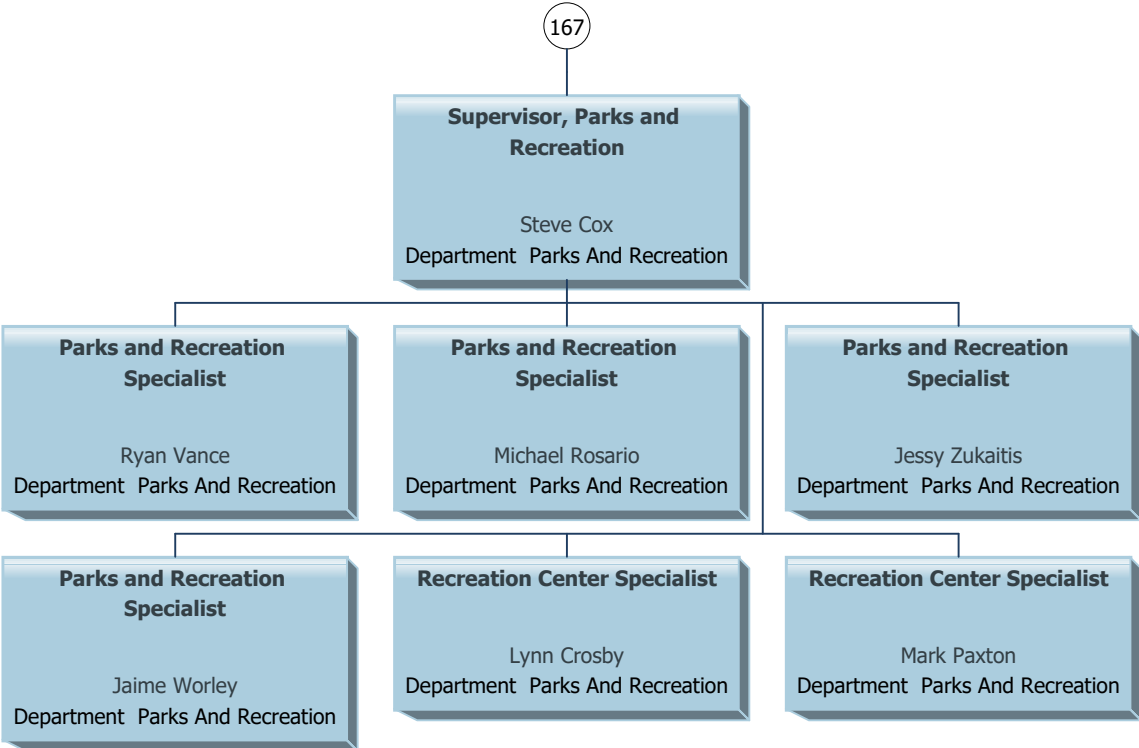 167
Supervisor, Parks and
Recreation
Steve Cox
Department  Parks And Recreation
Parks and Recreation
Specialist
Ryan Vance
Department  Parks And Recreation
Parks and Recreation
Specialist
Michael Rosario
Department  Parks And Recreation
Parks and Recreation
Specialist
Jessy Zukaitis
Department  Parks And Recreation
Parks and Recreation
Specialist
Jaime Worley
Department  Parks And Recreation
Recreation Center Specialist
Lynn Crosby
Department  Parks And Recreation
Recreation Center Specialist
Mark Paxton
Department  Parks And Recreation